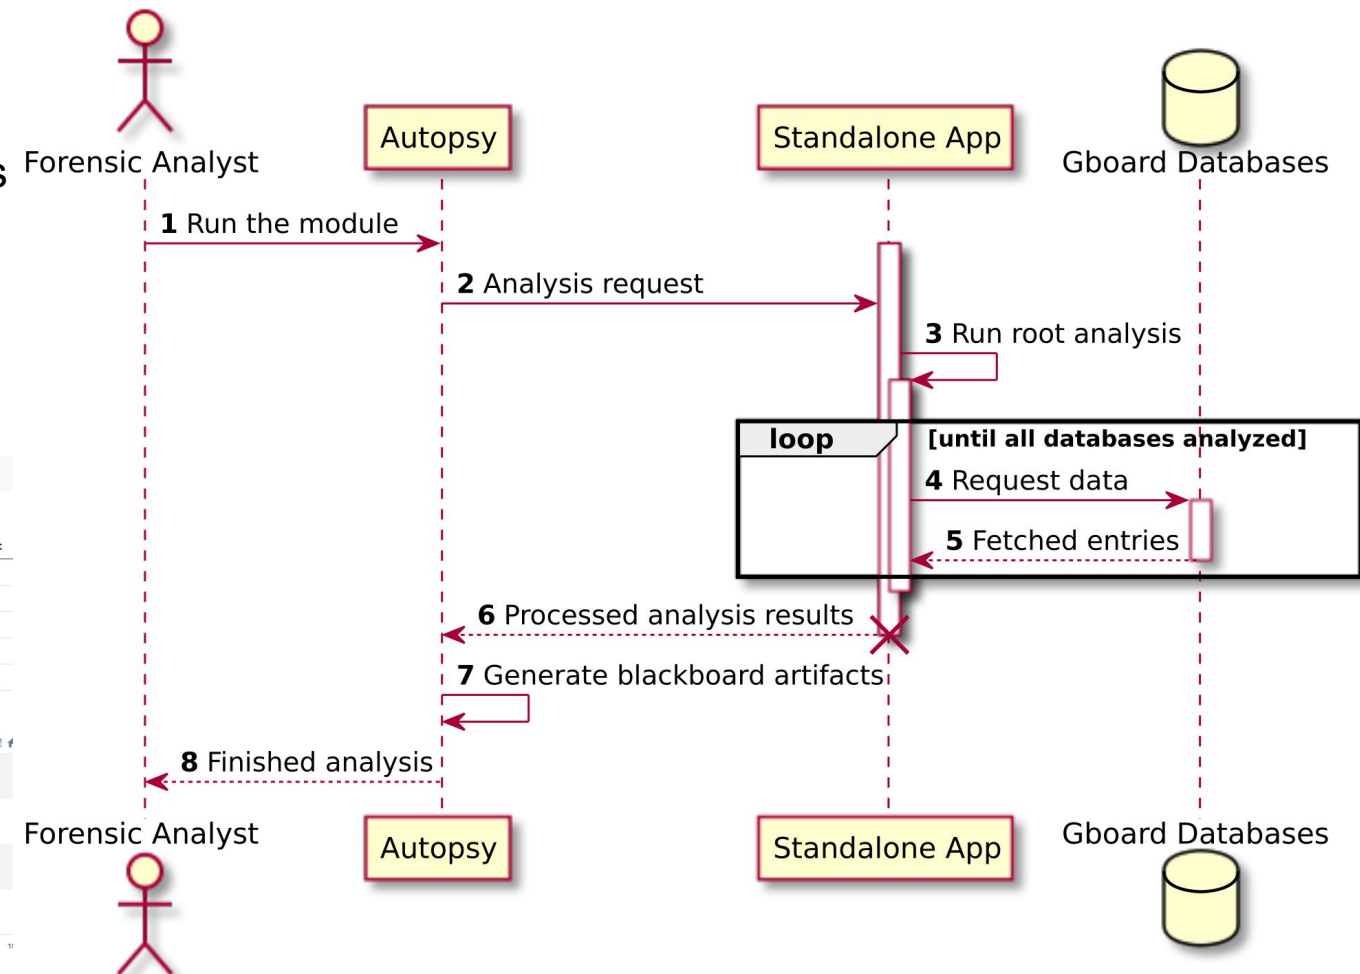 Forensic Analyst
Autopsy
Standalone App
Gboard Databases
1 Run the module
2 Analysis request
3 Run root analysis
loop
[until all databases analyzed]
4 Request data
5 Fetched entries
6 Processed analysis results
7 Generate blackboard artifacts
8 Finished analysis
Forensic Analyst
Autopsy
Standalone App
Gboard Databases